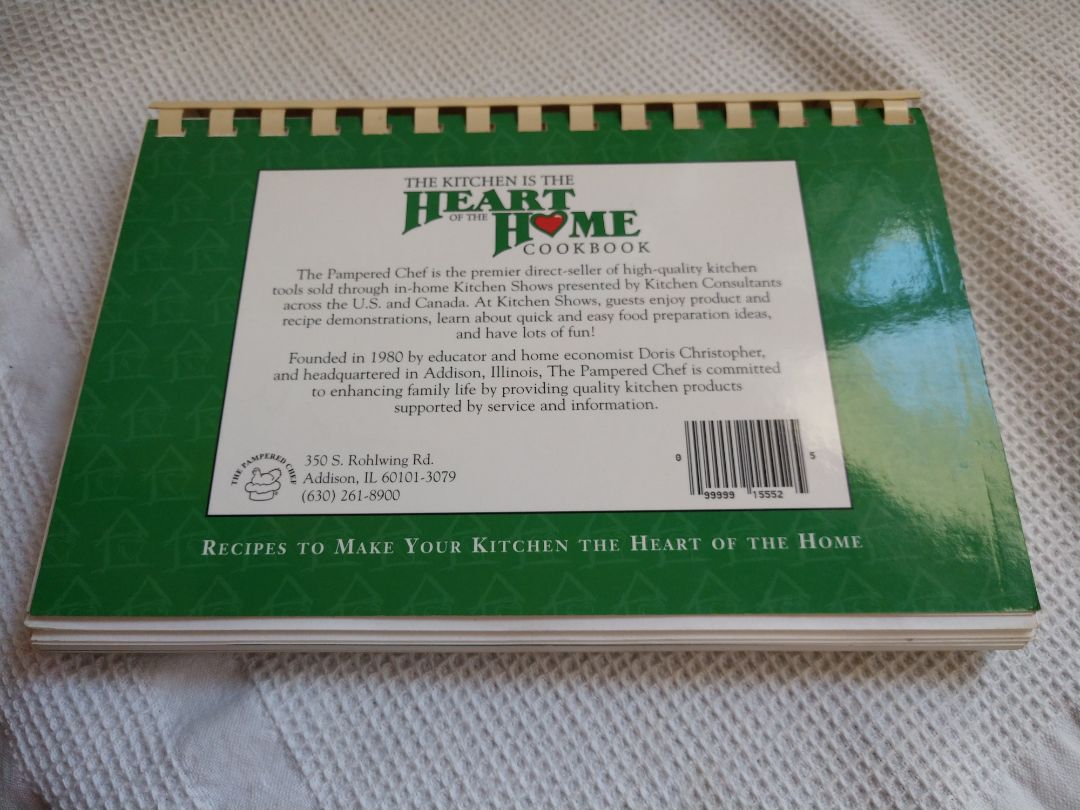 THE KITCHEN IS THE
HEART
OF THE
HOME
COOKBOOK
The Pampered Chef is the premier direct-seller of high-quality kitchen
tools sold through in-home Kitchen Shows presented by Kitchen Consultants
across the U.S. and Canada. At Kitchen Shows, guests enjoy product and
recipe demonstrations, learn about quick and easy food preparation ideas,
and have lots of fun!
Founded in 1980 by educator and home economist Doris Christopher,
and headquartered in Addison, Illinois, The Pampered Chef is committed
to enhancing family life by providing quality kitchen products
supported by service and information.
THE PAMPERED CHEF
350 S. Rohlwing Rd.
Addison, IL 60101-3079
(630) 261-8900
0 99999 15552 5
RECIPES TO MAKE YOUR KITCHEN THE HEART OF THE HOME